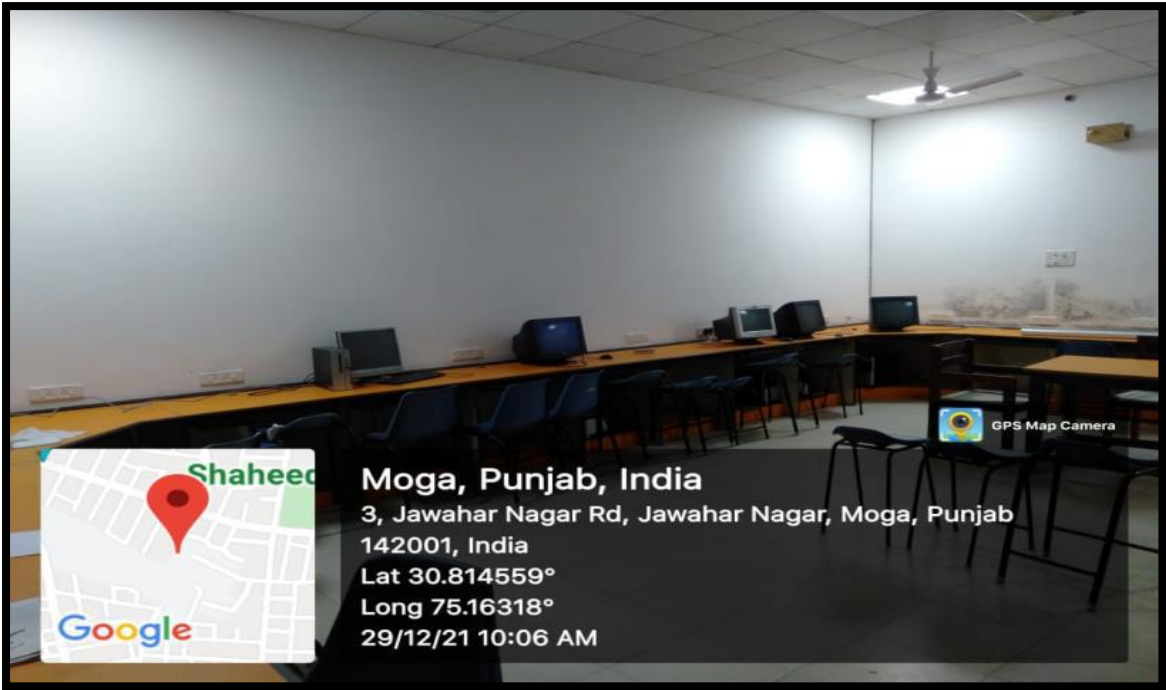 GPS Map Camera
Shaheed
Google
Moga, Punjab, India
3, Jawahar Nagar Rd, Jawahar Nagar, Moga, Punjab
142001, India
Lat 30.814559°
Long 75.16318°
29/12/21 10:06 AM